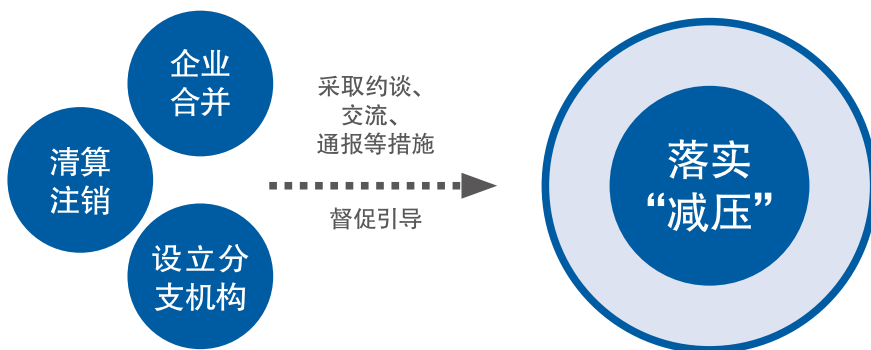 企业
合并
清算
注销
设立分
支机构
采取约谈、
交流、
通报等措施
督促引导
落实
“减压”